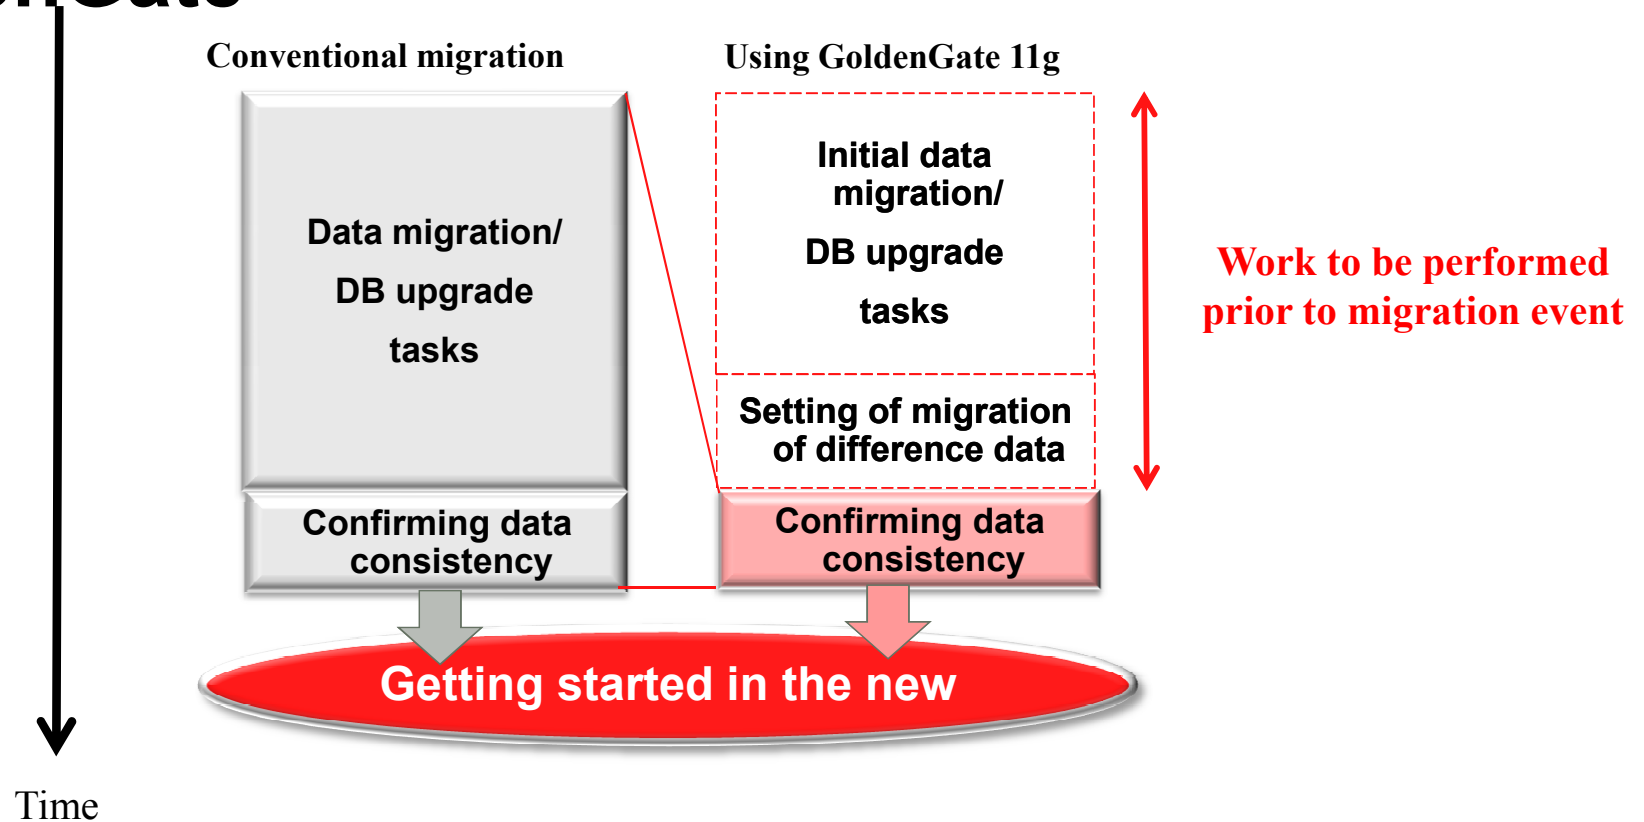 Conventional migration
Using GoldenGate 11g
Data migration/
DB upgrade
tasks
Initial data
migration/
DB upgrade
tasks
Setting of migration
of difference data
Work to be performed
prior to migration event
Confirming data
consistency
Confirming data
consistency
Getting started in the new
Time